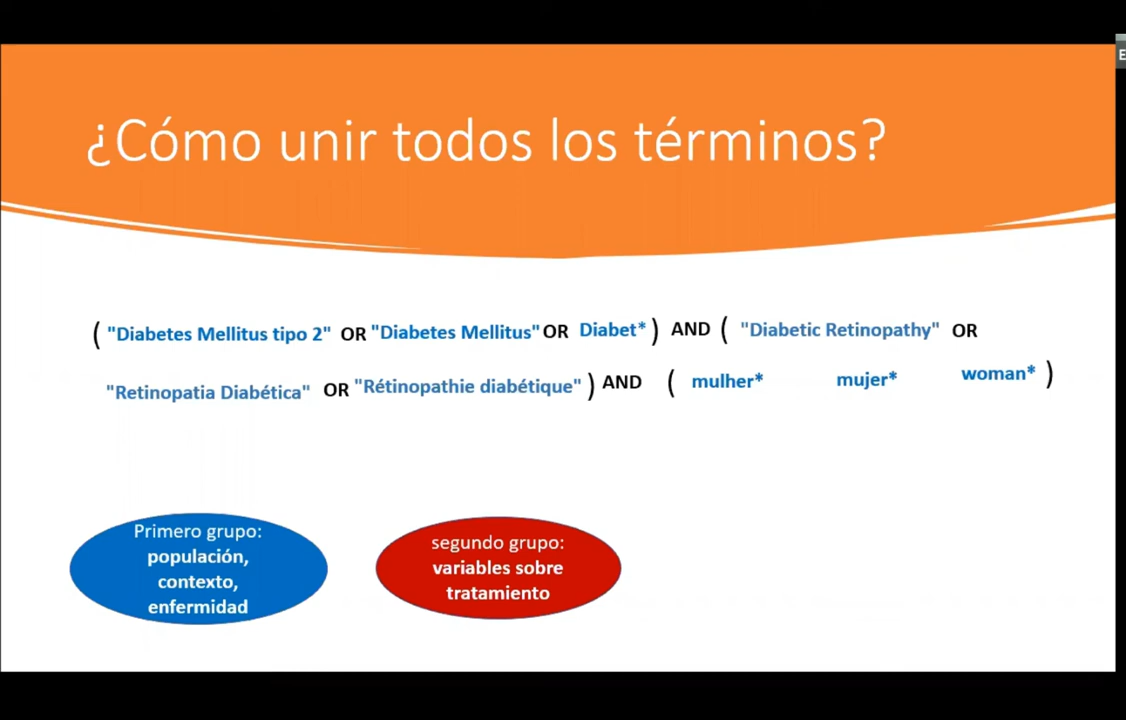 ¿Cómo unir todos los términos?
( "Diabetes Mellitus tipo 2" OR "Diabetes Mellitus" OR Diabet* ) AND ( "Diabetic Retinopathy" OR
"Retinopatia Diabética" OR "Rétinopathie diabétique" ) AND ( mulher* mujer* woman* )
Primero grupo:
populación,
contexto,
enfermidad
segundo grupo:
variables sobre
tratamiento
E